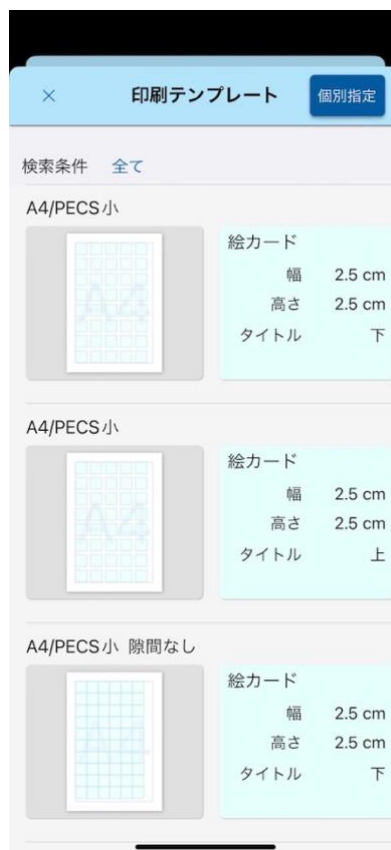 × 印刷テンプレート 個別指定
検索条件 全て
A4/PECS小
A4
絵カード
幅 2.5 cm
高さ 2.5 cm
タイトル 下
A4/PECS小
A4
絵カード
幅 2.5 cm
高さ 2.5 cm
タイトル 上
A4/PECS小 隙間なし
A4
絵カード
幅 2.5 cm
高さ 2.5 cm
タイトル 下